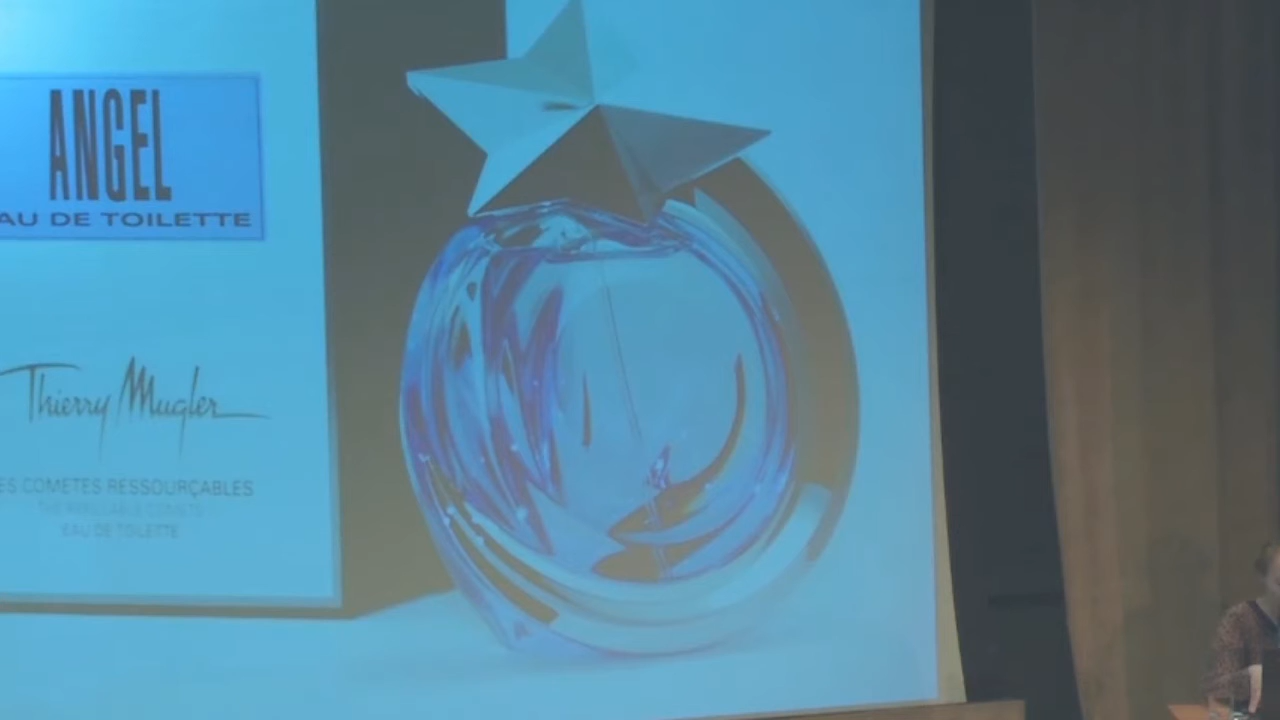 ANGEL
AU DE TOILETTE
Thierry Mugler
ES COMETES RESSOURÇABLES
EAU DE TOILETTE